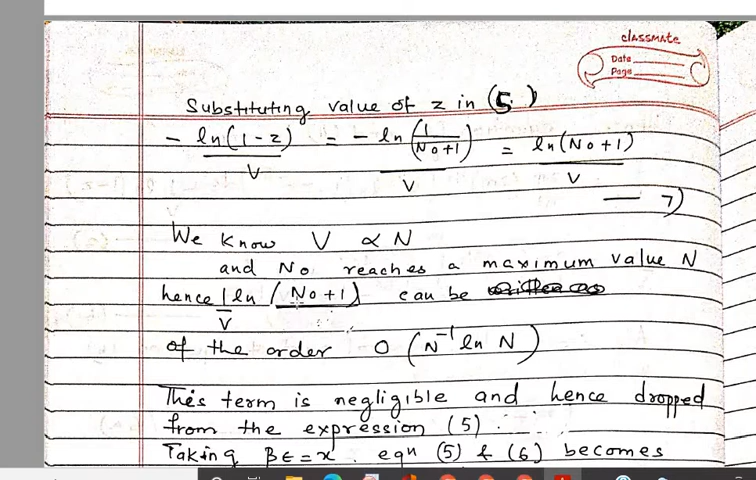 classmate
Date
Page
Substituting value of z in (5)
- ln(1-z)/V = - ln(1/(No+1))/V = ln(No+1)/V — 7)
We know V ∝ N
and No reaches a maximum value N
hence 1/V ln (No+1) can be
of the order O (N⁻¹ ln N)
This term is negligible and hence dropped
from the expression (5).
Taking βϵ = x . eqn (5) & (6) becomes